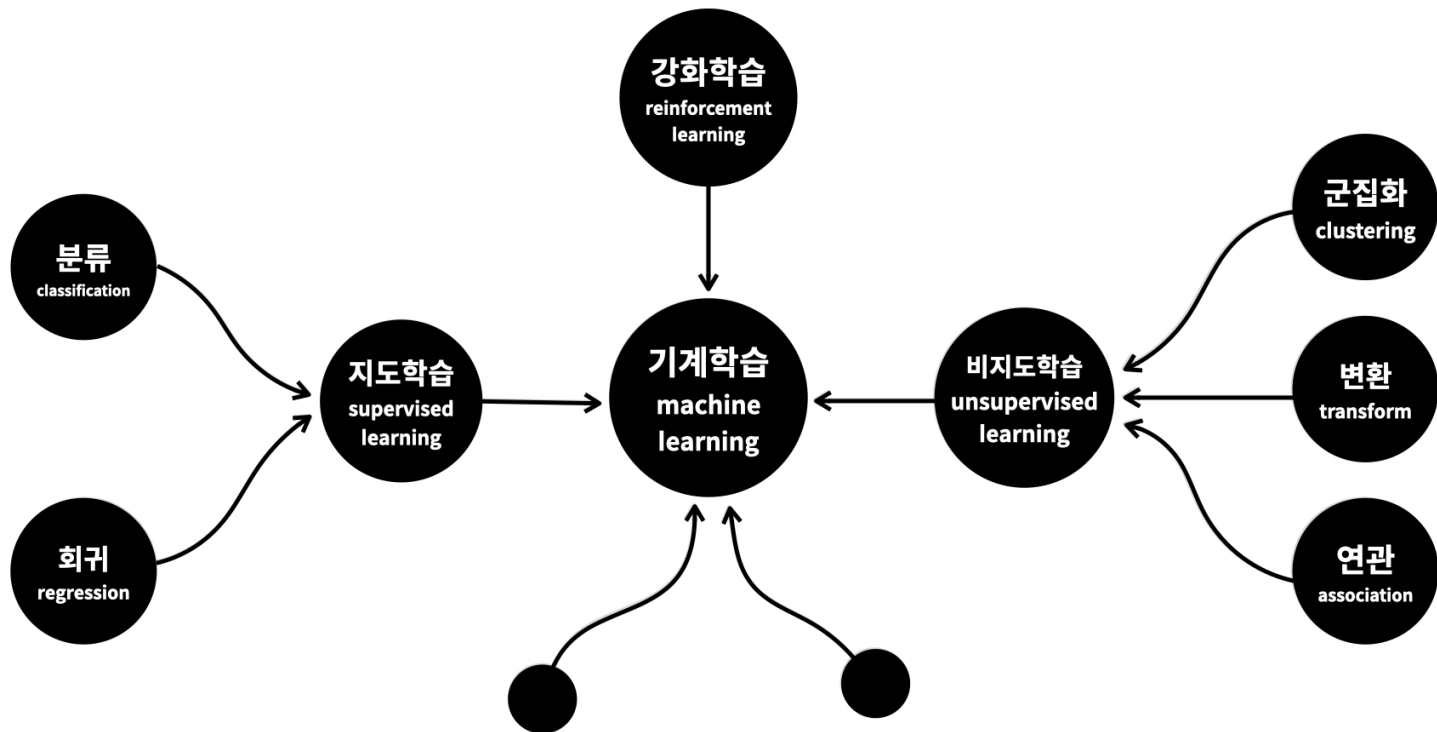 강화학습
reinforcement
learning
분류
classification
회귀
regression
지도학습
supervised
learning
기계학습
machine
learning
비지도학습
unsupervised
learning
군집화
clustering
변환
transform
연관
association